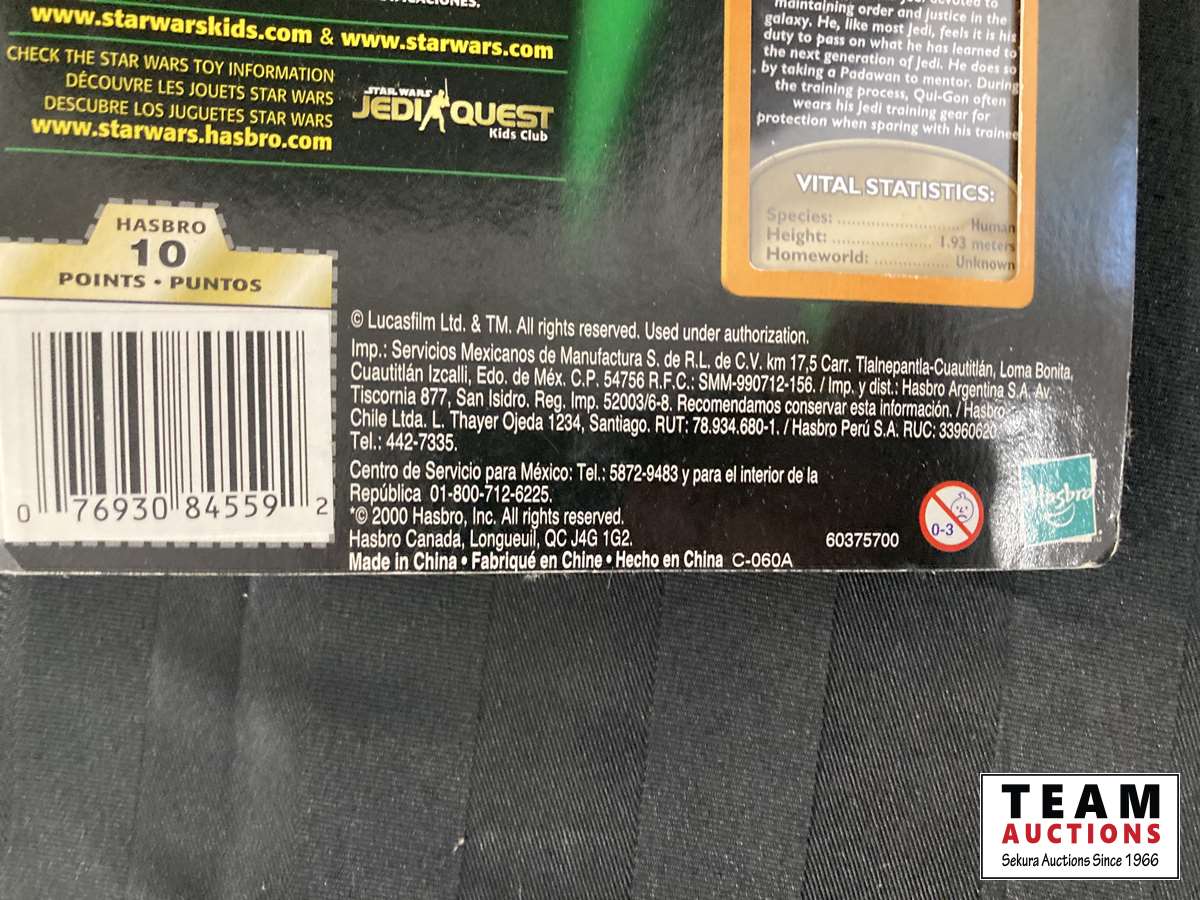 www.starwarskids.com & www.starwars.com
CHECK THE STAR WARS TOY INFORMATION
DÉCOUVRE LES JOUETS STAR WARS
DESCUBRE LOS JUGUETES STAR WARS
www.starwars.hasbro.com
STAR WARS
JEDI QUEST
Kids Club
maintaining order and justice in the
galaxy. He, like most Jedi, feels it is his
duty to pass on what he has learned to
the next generation of Jedi. He does so
by taking a Padawan to mentor. During
the training process, Qui-Gon often
wears his Jedi training gear for
protection when sparing with his trainee
VITAL STATISTICS:
Species: .................... Human
Height: .................... 1.93 meters
Homeworld: ............... Unknown
HASBRO
10
POINTS • PUNTOS
0 76930 84559 2
© Lucasfilm Ltd. & TM. All rights reserved. Used under authorization.
Imp.: Servicios Mexicanos de Manufactura S. de R.L. de C.V. km 17,5 Carr. Tlalnepantla-Cuautitlán, Loma Bonita,
Cuautitlán Izcalli, Edo. de Méx. C.P. 54756 R.F.C.: SMM-990712-156. / Imp. y dist.: Hasbro Argentina S.A. Av.
Tiscornia 877, San Isidro. Reg. Imp. 52003/6-8. Recomendamos conservar esta información. / Hasbro
Chile Ltda. L. Thayer Ojeda 1234, Santiago. RUT: 78.934.680-1. / Hasbro Perú S.A. RUC: 33960620
Tel.: 442-7335.
Centro de Servicio para México: Tel.: 5872-9483 y para el interior de la
República 01-800-712-6225.
*© 2000 Hasbro, Inc. All rights reserved.
Hasbro Canada, Longueuil, QC J4G 1G2.
Made in China • Fabriqué en Chine • Hecho en China C-060A
60375700
0-3
Hasbro
TEAM
AUCTIONS
Sekura Auctions Since 1966